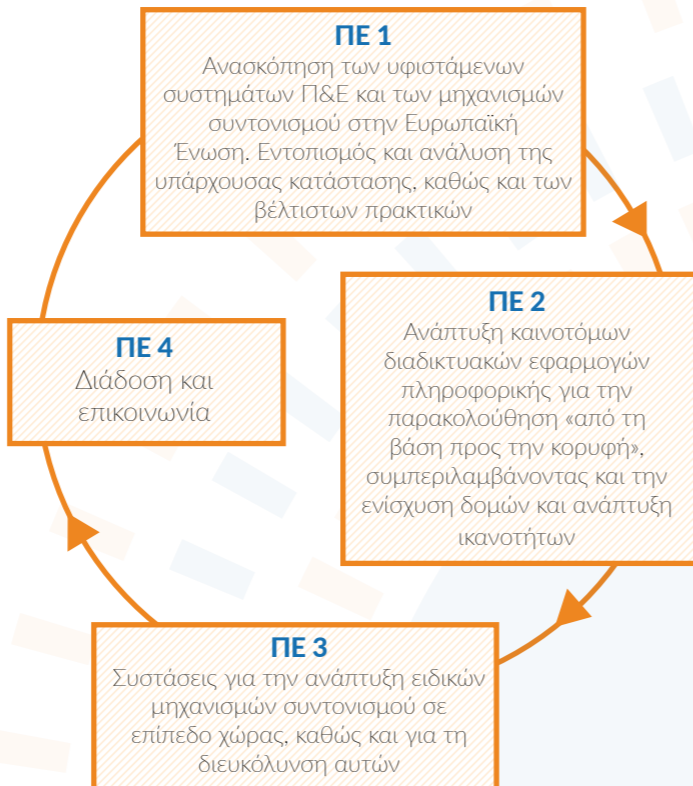 ΠΕ 1
Ανασκόπηση των υφιστάμενων
συστημάτων Π&Ε και των μηχανισμών
συντονισμού στην Ευρωπαϊκή
Ένωση. Εντοπισμός και ανάλυση της
υπάρχουσας κατάστασης, καθώς και των
βέλτιστων πρακτικών
ΠΕ 2
Ανάπτυξη καινοτόμων
διαδικτυακών εφαρμογών
πληροφορικής για την
παρακολούθηση «από τη
βάση προς την κορυφή»,
συμπεριλαμβάνοντας και την
ενίσχυση δομών και ανάπτυξη
ικανοτήτων
ΠΕ 3
Συστάσεις για την ανάπτυξη ειδικών
μηχανισμών συντονισμού σε
επίπεδο χώρας, καθώς και για τη
διευκόλυνση αυτών
ΠΕ 4
Διάδοση και
επικοινωνία